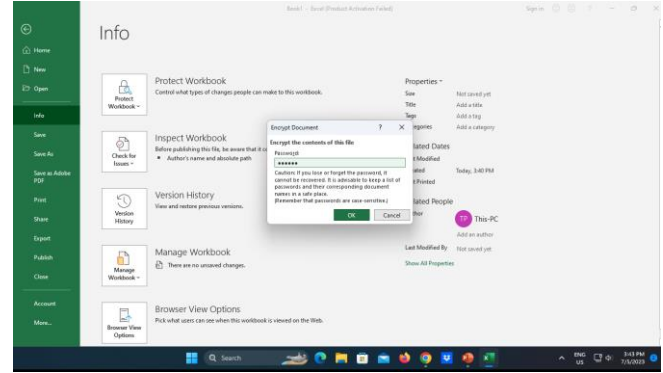 Book1 - Excel (Product Activation Failed)
Sign in
Info
Home
New
Open
Info
Save
Save As
Save as Adobe
PDF
Print
Share
Export
Publish
Close
Account
More...
Protect
Workbook
Protect Workbook
Control what types of changes people can make to this workbook.
Check for
Issues
Inspect Workbook
Before publishing this file, be aware that it
Author's name and absolute path
Version
History
Version History
View and restore previous versions.
Manage
Workbook
Manage Workbook
There are no unsaved changes.
Browser View
Options
Browser View Options
Pick what users can see when this workbook is viewed on the Web.
Encrypt Document
?
Encrypt the contents of this file
Password:
••••••
Caution: If you lose or forget the password, it
cannot be recovered. It is advisable to keep a list of
passwords and their corresponding document
names in a safe place.
(Remember that passwords are case-sensitive.)
OK Cancel
Properties
Size Not saved yet
Title Add a title
Tags Add a tag
egories Add a category
lated Dates
t Modified
ated Today, 3:40 PM
t Printed
lated People
hor
TP This-PC
Add an author
Last Modified By Not saved yet
Show All Properties
Search
ENG
US
3:43 PM
7/5/2023